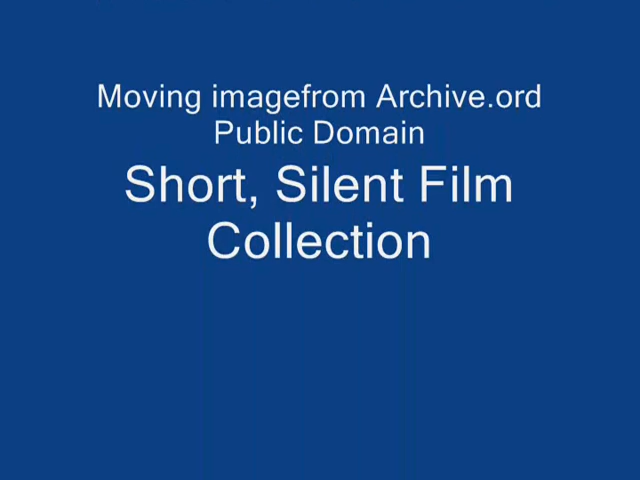 Moving imagefrom Archive.ord
Public Domain
Short, Silent Film
Collection